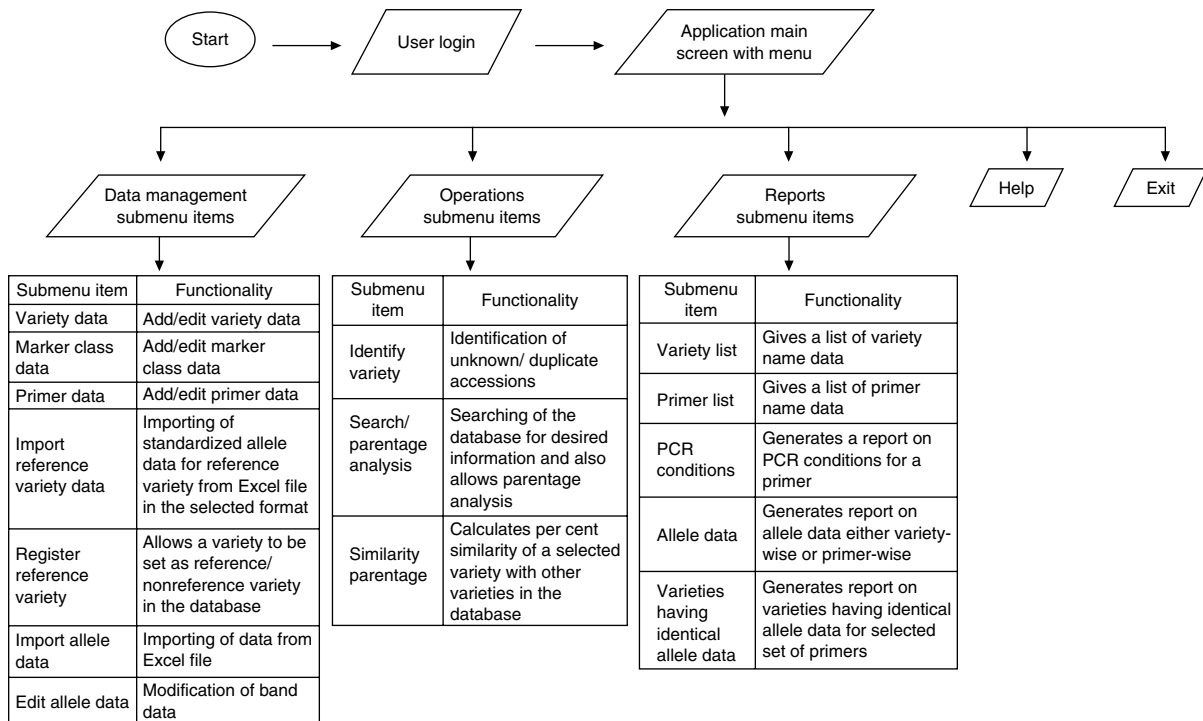 Start
User login
Application main
screen with menu
Data management
submenu items
Operations
submenu items
Reports
submenu items
Help
Exit
Submenu item
Functionality
Variety data
Add/edit variety data
Marker class
data
Add/edit marker
class data
Primer data
Add/edit primer data
Import
reference
variety data
Importing of
standardized allele
data for reference
variety from Excel file
in the selected format
Register
reference
variety
Allows a variety to be
set as reference/
nonreference variety
in the database
Import allele
data
Importing of data from
Excel file
Edit allele data
Modification of band
data
Submenu
item
Functionality
Identify
variety
Identification of
unknown/ duplicate
accessions
Search/
parentage
analysis
Searching of the
database for desired
information and also
allows parentage
analysis
Similarity
parentage
Calculates per cent
similarity of a selected
variety with other
varieties in the
database
Submenu
item
Functionality
Variety list
Gives a list of variety
name data
Primer list
Gives a list of primer
name data
PCR
conditions
Generates a report on
PCR conditions for a
primer
Allele data
Generates report on
allele data either variety-
wise or primer-wise
Varieties
having
identical
allele data
Generates report on
varieties having identical
allele data for selected
set of primers